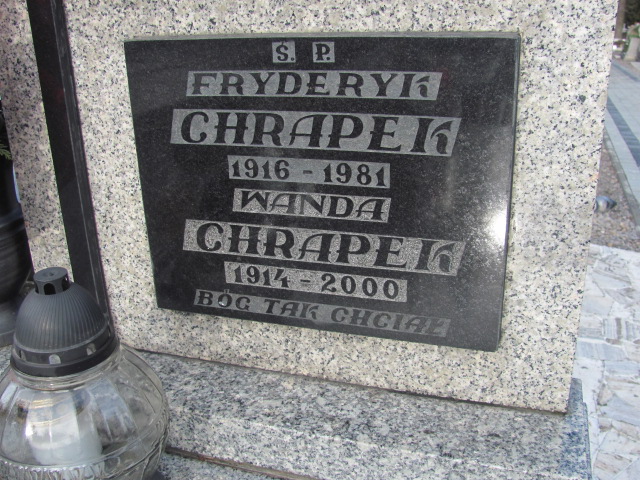 Ś. P.
FRYDERYK
CHRAPEK
1916 - 1981
WANDA
CHRAPEK
1914 - 2000
BÓG TAK CHCIAŁ